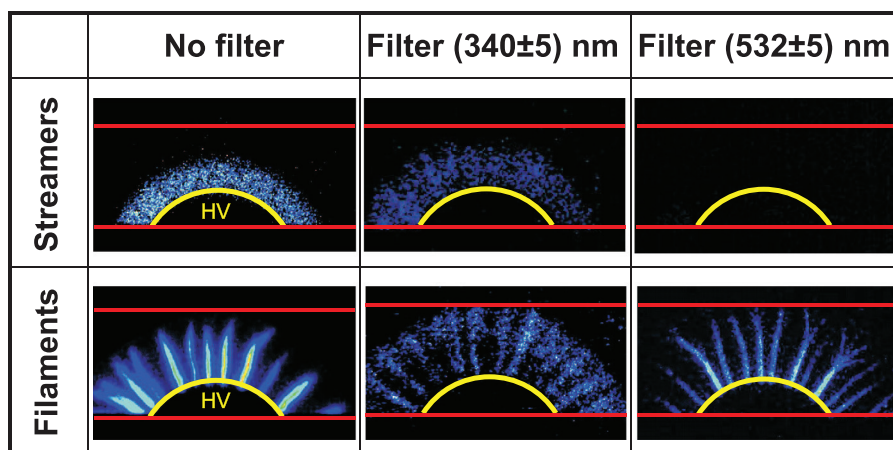 No filter
Filter (340±5) nm
Filter (532±5) nm
Streamers
HV
Filaments
HV